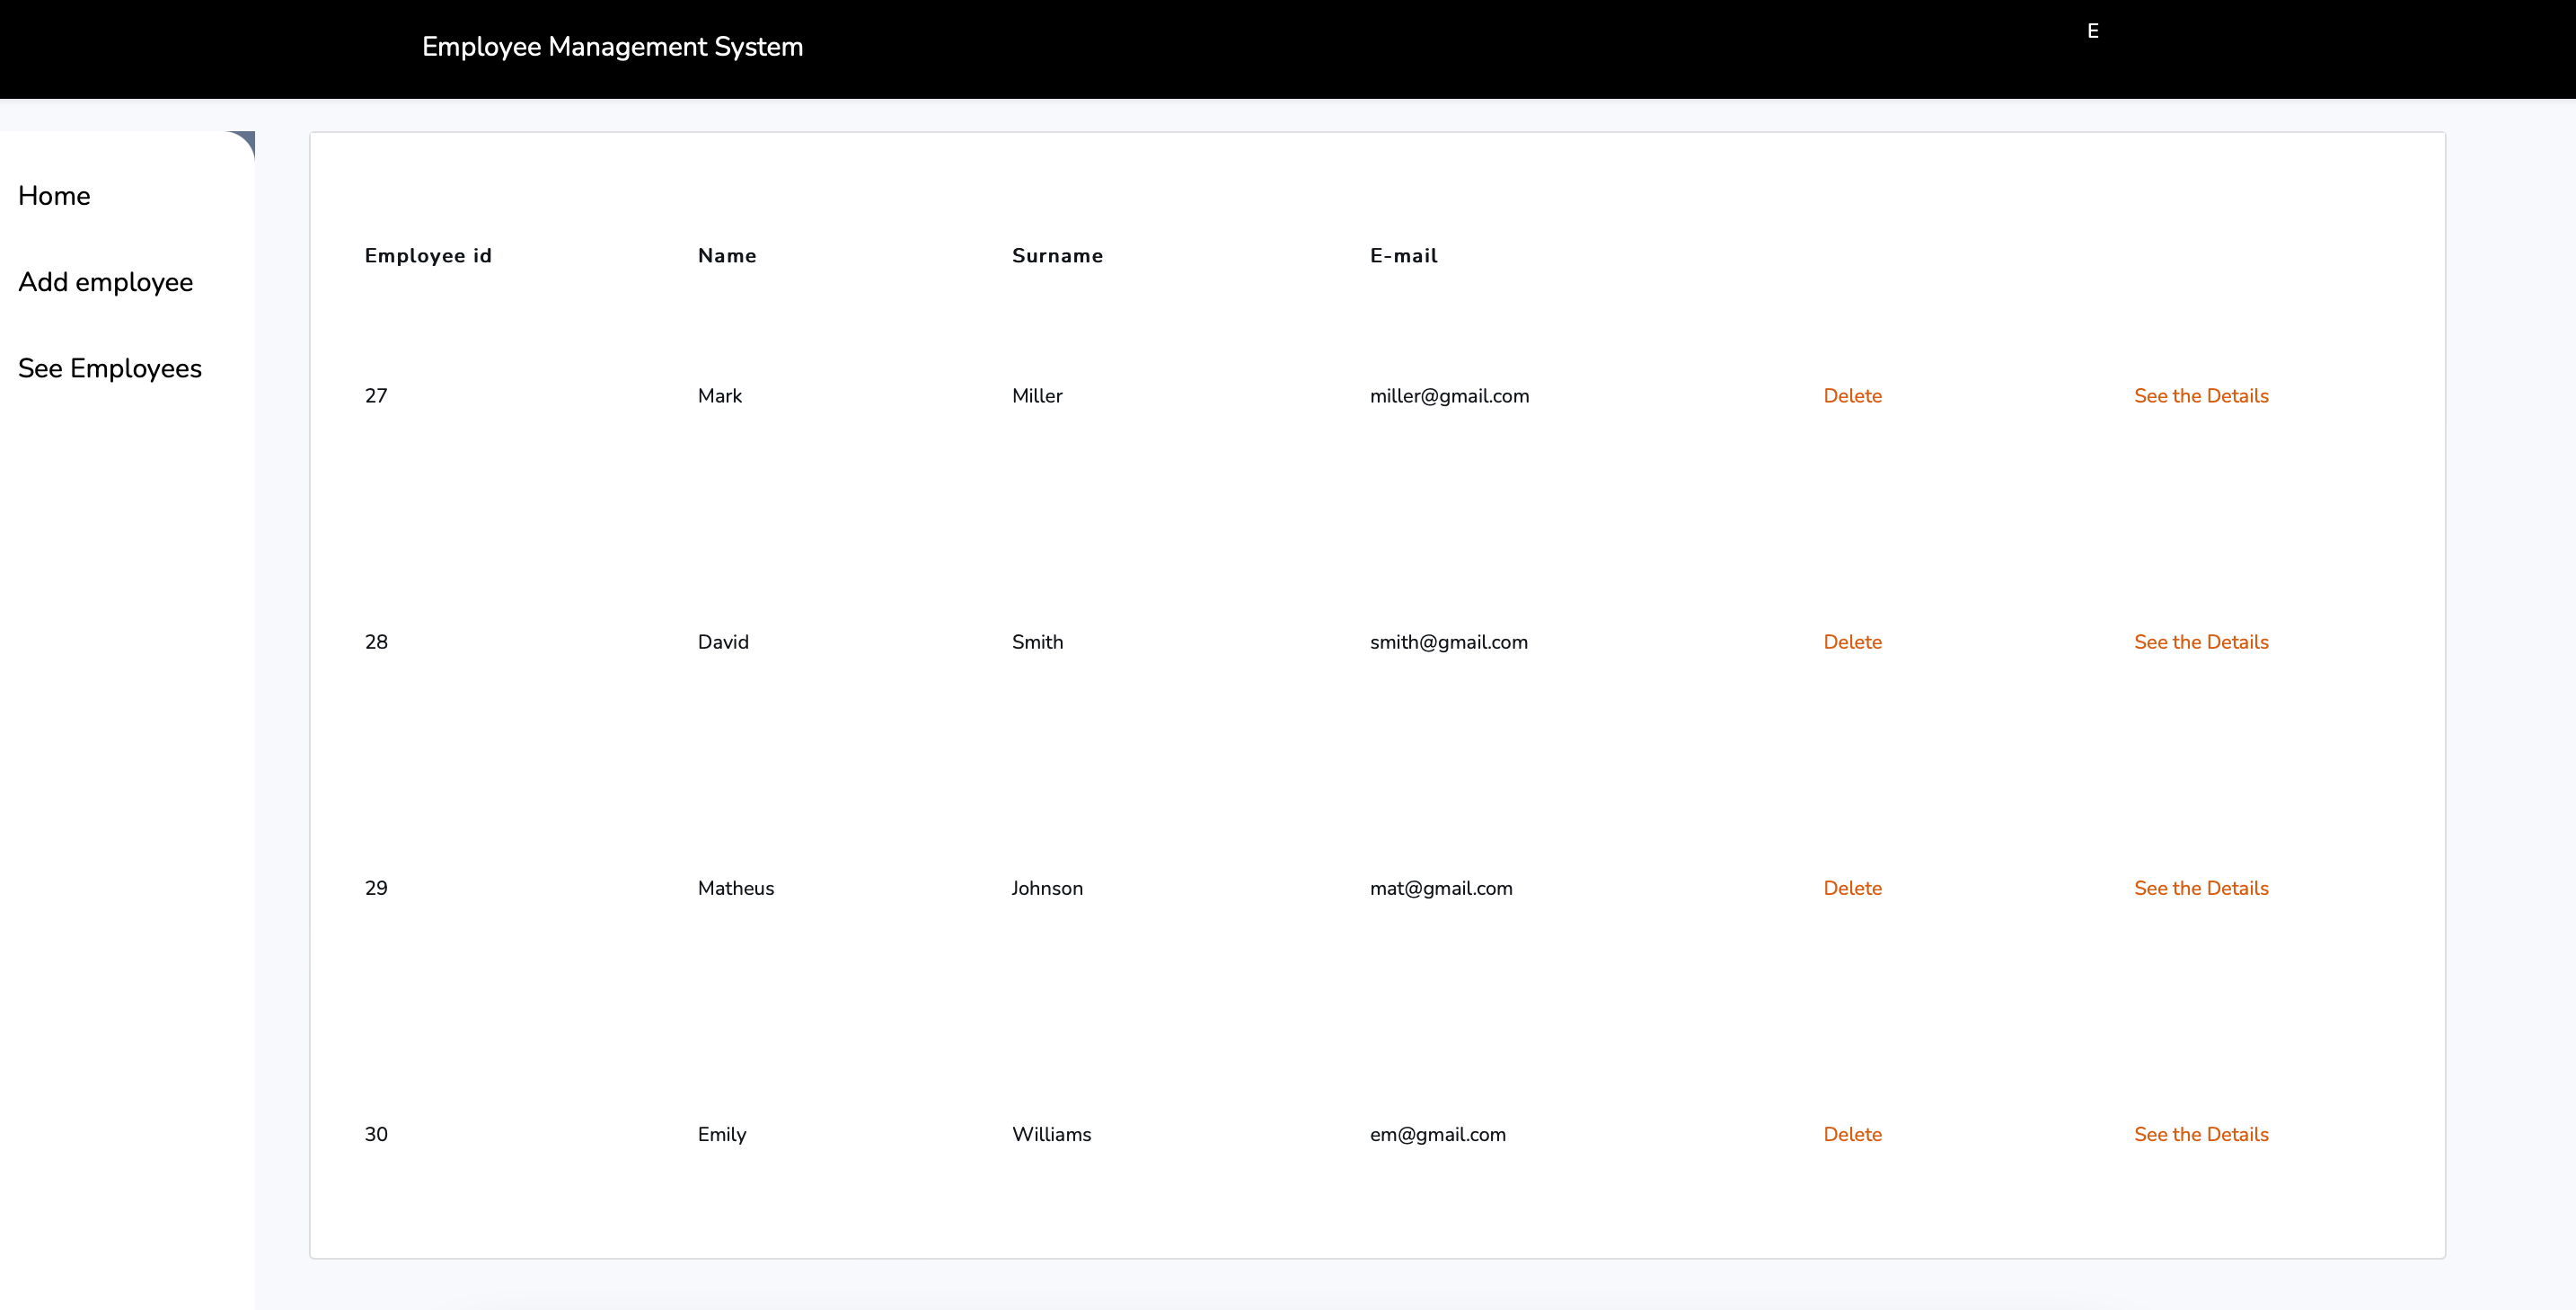 Employee Management System
E
Home
Add employee
See Employees
Employee id Name Surname E-mail
27 Mark Miller miller@gmail.com Delete See the Details
28 David Smith smith@gmail.com Delete See the Details
29 Matheus Johnson mat@gmail.com Delete See the Details
30 Emily Williams em@gmail.com Delete See the Details